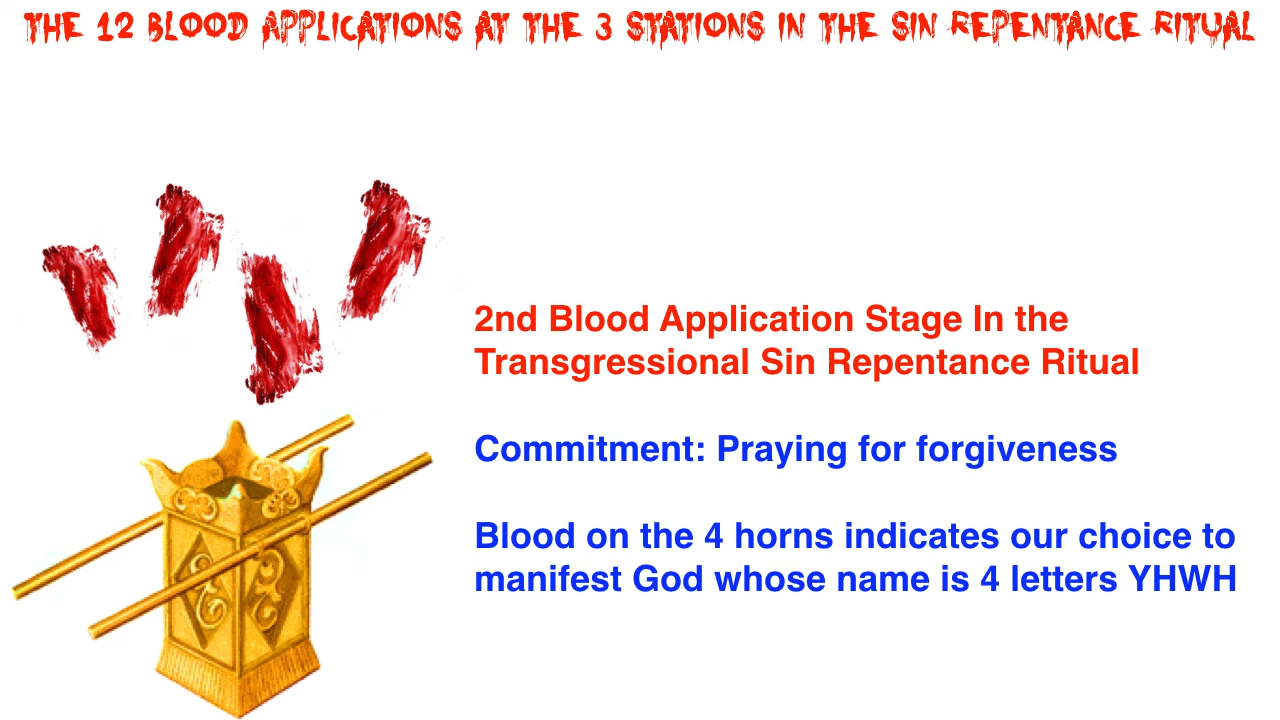 THE 12 BLOOD APPLICATIONS AT THE 3 STATIONS IN THE SIN REPENTANCE RITUAL
2nd Blood Application Stage In the
Transgressional Sin Repentance Ritual
Commitment: Praying for forgiveness
Blood on the 4 horns indicates our choice to
manifest God whose name is 4 letters YHWH